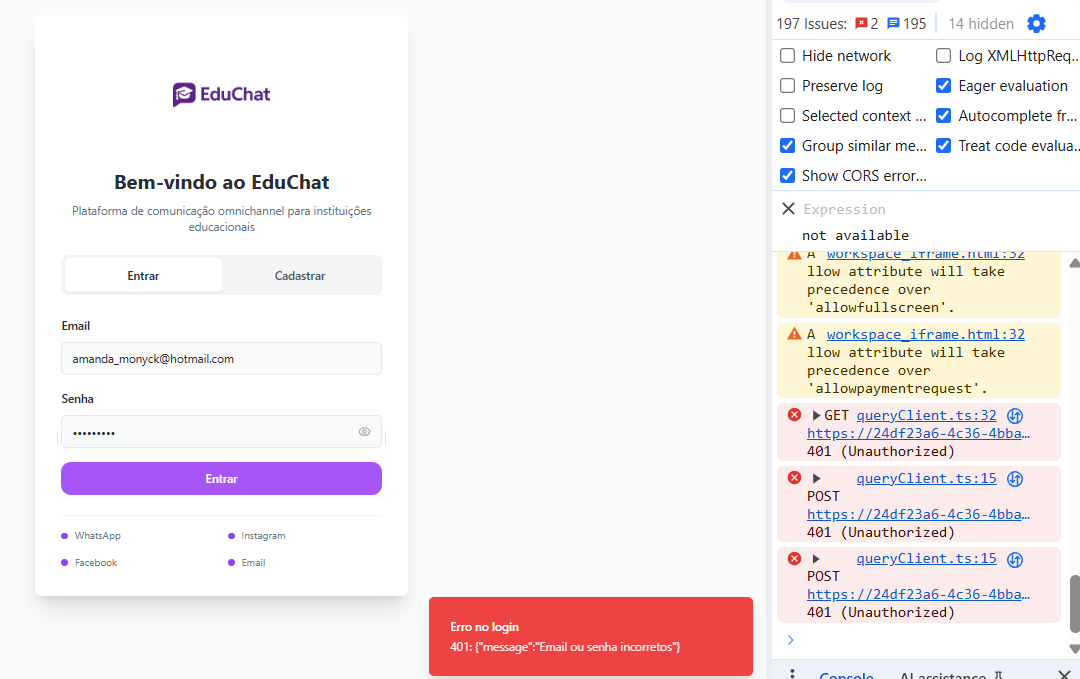 EduChat
Bem-vindo ao EduChat
Plataforma de comunicação omnichannel para instituições
educacionais
Entrar
Cadastrar
Email
amanda_monyck@hotmail.com
Senha
•••••••••
Entrar
WhatsApp
Instagram
Facebook
Email
Erro no login
401: {"message":"Email ou senha incorretos"}
197 Issues: 2 195 14 hidden
Hide network
Log XMLHttpReq...
Preserve log
Eager evaluation
Selected context ...
Autocomplete fr...
Group similar me...
Treat code evalua...
Show CORS error...
Expression
not available
A workspace_iframe.html:32
llow attribute will take
precedence over
'allowfullscreen'.
A workspace_iframe.html:32
llow attribute will take
precedence over
'allowpaymentrequest'.
GET queryClient.ts:32
https://24df23a6-4c36-4bba…
401 (Unauthorized)
queryClient.ts:15
POST
https://24df23a6-4c36-4bba…
401 (Unauthorized)
queryClient.ts:15
POST
https://24df23a6-4c36-4bba…
401 (Unauthorized)
Console
AI assistance